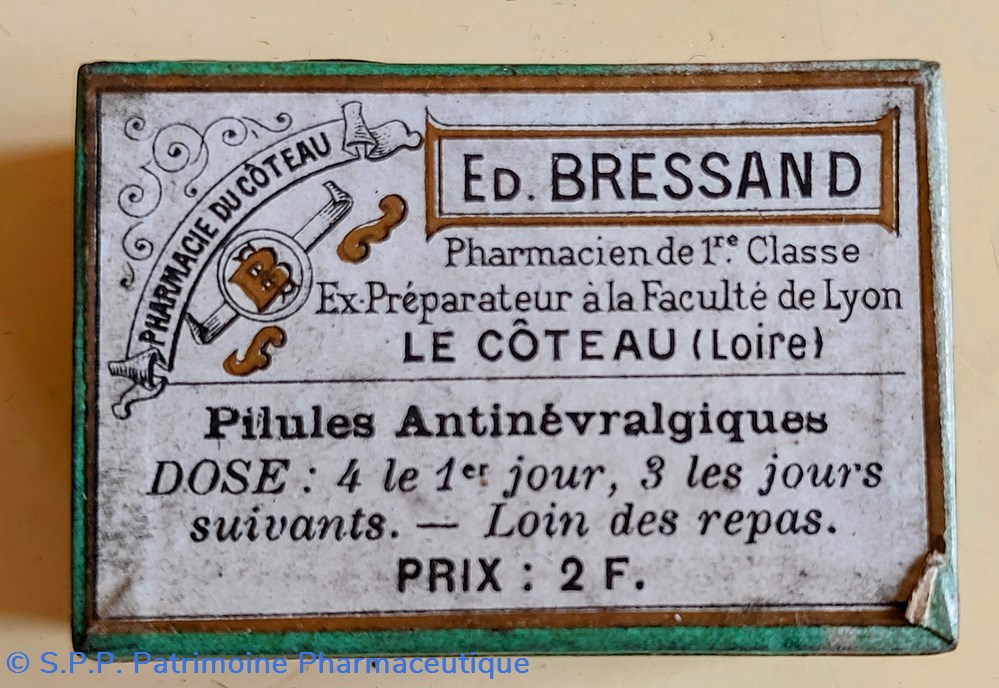 PHARMACIE DU CÔTEAU
B
ED. BRESSAND
Pharmacien de 1re. Classe
Ex-Préparateur à la Faculté de Lyon
LE CÔTEAU (Loire)
Pilules Antinévralgiques
DOSE : 4 le 1er jour, 3 les jours
suivants. — Loin des repas.
PRIX : 2 F.
© S.P.P. Patrimoine Pharmaceutique